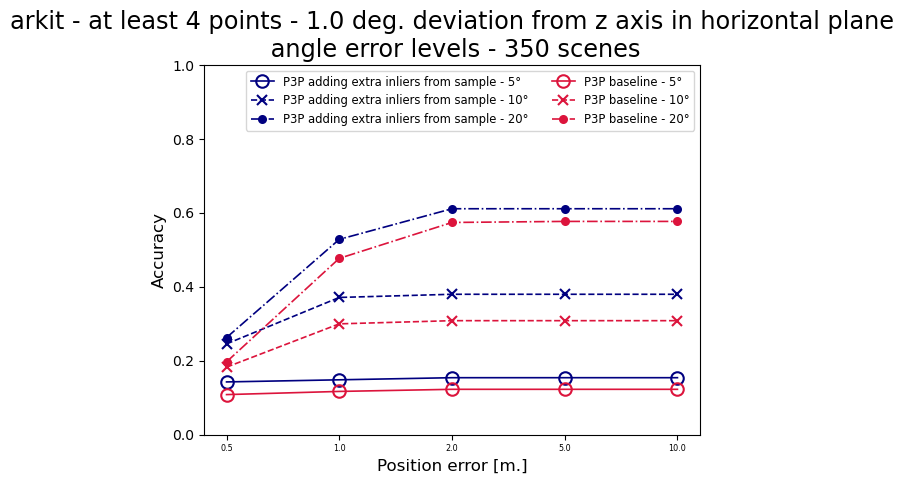 arkit - at least 4 points - 1.0 deg. deviation from z axis in horizontal plane
angle error levels - 350 scenes
P3P adding extra inliers from sample - 5°
P3P adding extra inliers from sample - 10°
P3P adding extra inliers from sample - 20°
P3P baseline - 5°
P3P baseline - 10°
P3P baseline - 20°
Accuracy
1.0
0.8
0.6
0.4
0.2
0.0
0.5 1.0 2.0 5.0 10.0
Position error [m.]